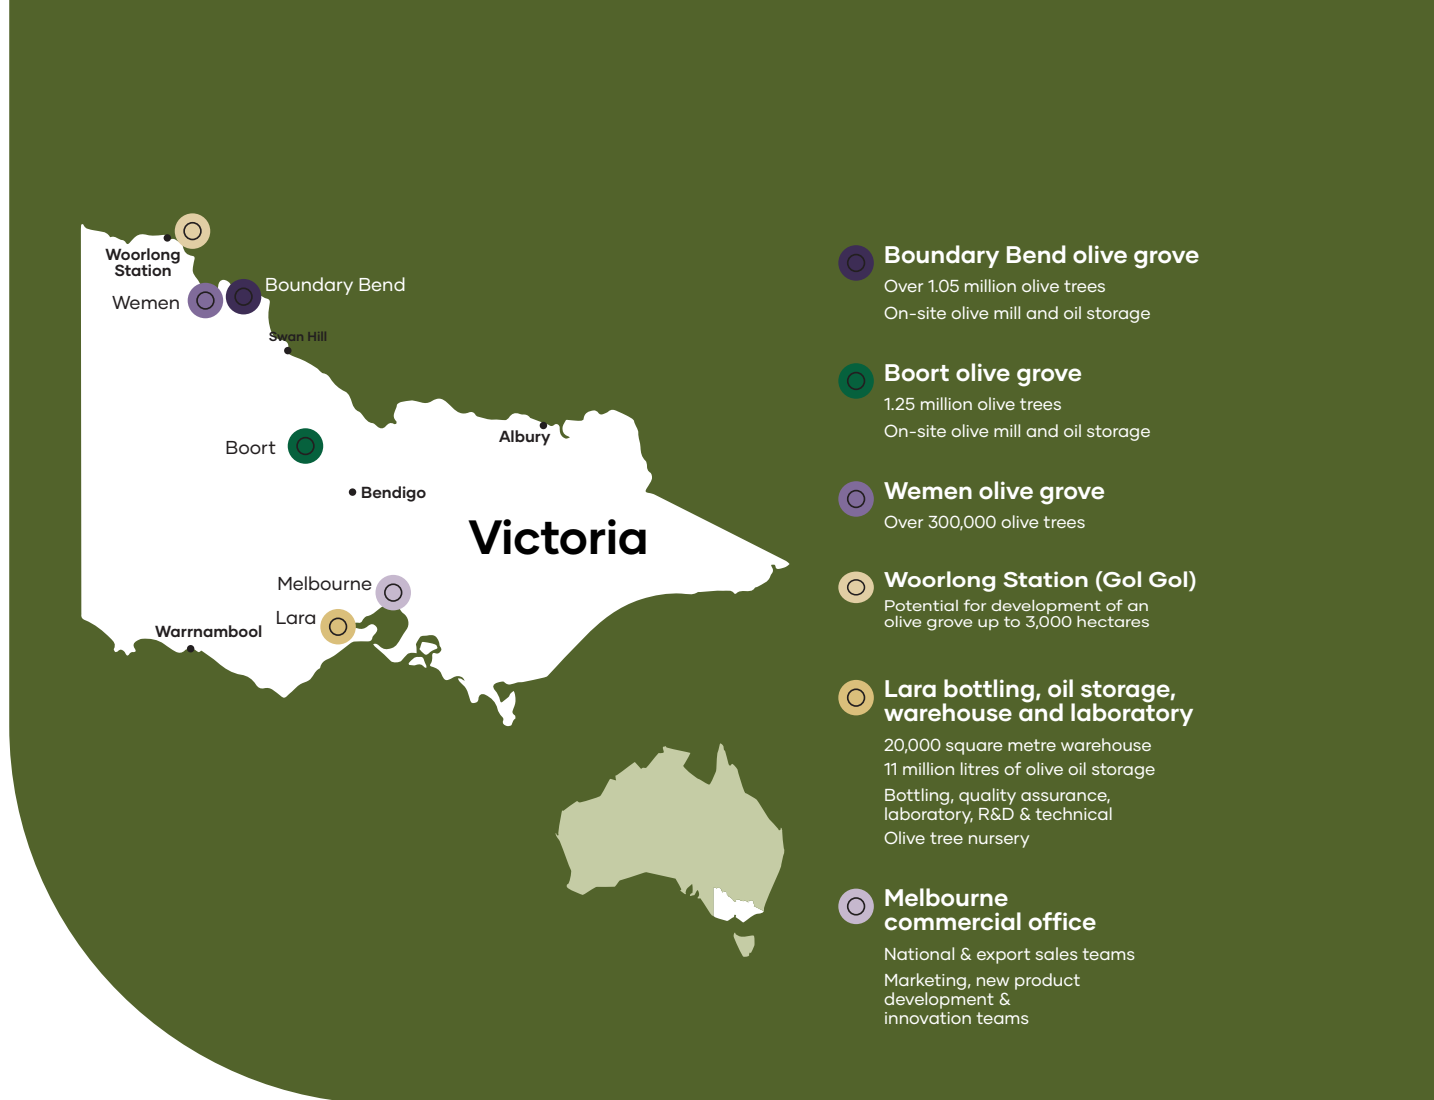 Woorlong
Station
Wemen
Boundary Bend
Swan Hill
Boort
Albury
Bendigo
Victoria
Melbourne
Lara
Warrnambool
Boundary Bend olive grove
Over 1.05 million olive trees
On-site olive mill and oil storage
Boort olive grove
1.25 million olive trees
On-site olive mill and oil storage
Wemen olive grove
Over 300,000 olive trees
Woorlong Station (Gol Gol)
Potential for development of an
olive grove up to 3,000 hectares
Lara bottling, oil storage,
warehouse and laboratory
20,000 square metre warehouse
11 million litres of olive oil storage
Bottling, quality assurance,
laboratory, R&D & technical
Olive tree nursery
Melbourne
commercial office
National & export sales teams
Marketing, new product
development &
innovation teams